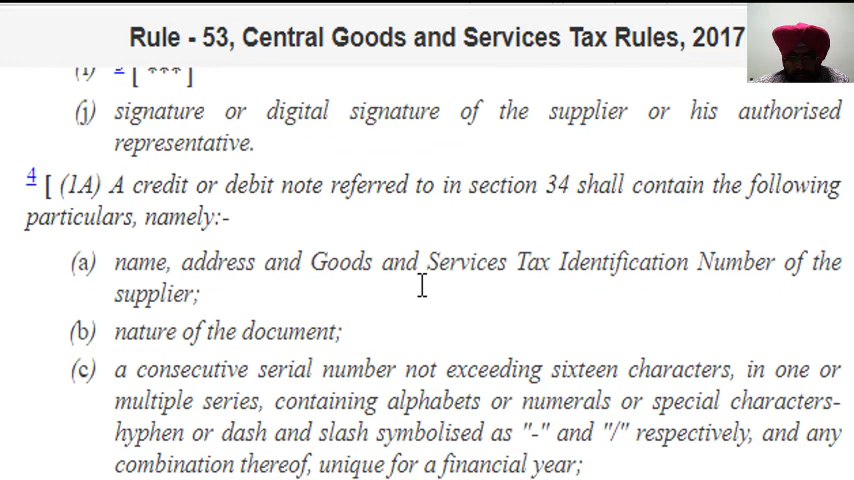 Rule - 53, Central Goods and Services Tax Rules, 2017
(i) [ *** ]
(j) signature or digital signature of the supplier or his authorised
representative.
4 [ (1A) A credit or debit note referred to in section 34 shall contain the following
particulars, namely:-
(a) name, address and Goods and Services Tax Identification Number of the
supplier;
(b) nature of the document;
(c) a consecutive serial number not exceeding sixteen characters, in one or
multiple series, containing alphabets or numerals or special characters-
hyphen or dash and slash symbolised as "-" and "/" respectively, and any
combination thereof, unique for a financial year;